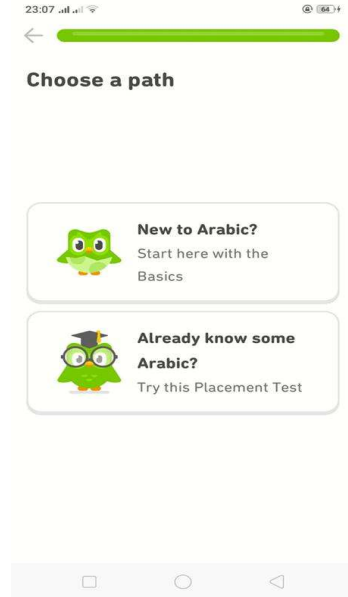 23:07
64
Choose a path
New to Arabic?
Start here with the
Basics
Already know some
Arabic?
Try this Placement Test